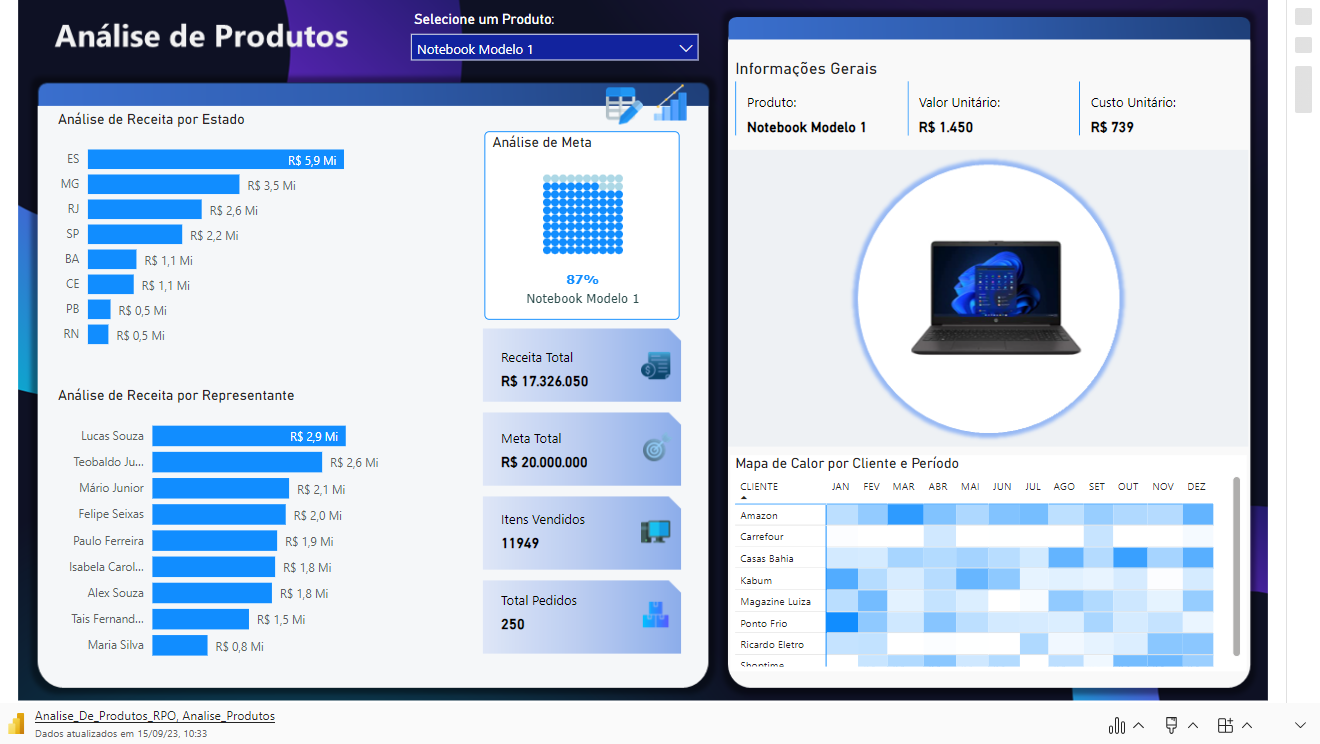 Análise de Produtos
Selecione um Produto:
Notebook Modelo 1
Análise de Receita por Estado
ES R$ 5,9 Mi
MG R$ 3,5 Mi
RJ R$ 2,6 Mi
SP R$ 2,2 Mi
BA R$ 1,1 Mi
CE R$ 1,1 Mi
PB R$ 0,5 Mi
RN R$ 0,5 Mi
Análise de Receita por Representante
Lucas Souza R$ 2,9 Mi
Teobaldo Ju... R$ 2,6 Mi
Mário Junior R$ 2,1 Mi
Felipe Seixas R$ 2,0 Mi
Paulo Ferreira R$ 1,9 Mi
Isabela Carol... R$ 1,8 Mi
Alex Souza R$ 1,8 Mi
Tais Fernand... R$ 1,5 Mi
Maria Silva R$ 0,8 Mi
Análise de Meta
87%
Notebook Modelo 1
Receita Total
R$ 17.326.050
Meta Total
R$ 20.000.000
Itens Vendidos
11949
Total Pedidos
250
Informações Gerais
Produto:
Notebook Modelo 1
Valor Unitário:
R$ 1.450
Custo Unitário:
R$ 739
Mapa de Calor por Cliente e Período
CLIENTE JAN FEV MAR ABR MAI JUN JUL AGO SET OUT NOV DEZ
Amazon
Carrefour
Casas Bahia
Kabum
Magazine Luiza
Ponto Frio
Ricardo Eletro
Shoptime
Analise_De_Produtos_RPO, Analise_Produtos
Dados atualizados em 15/09/23, 10:33